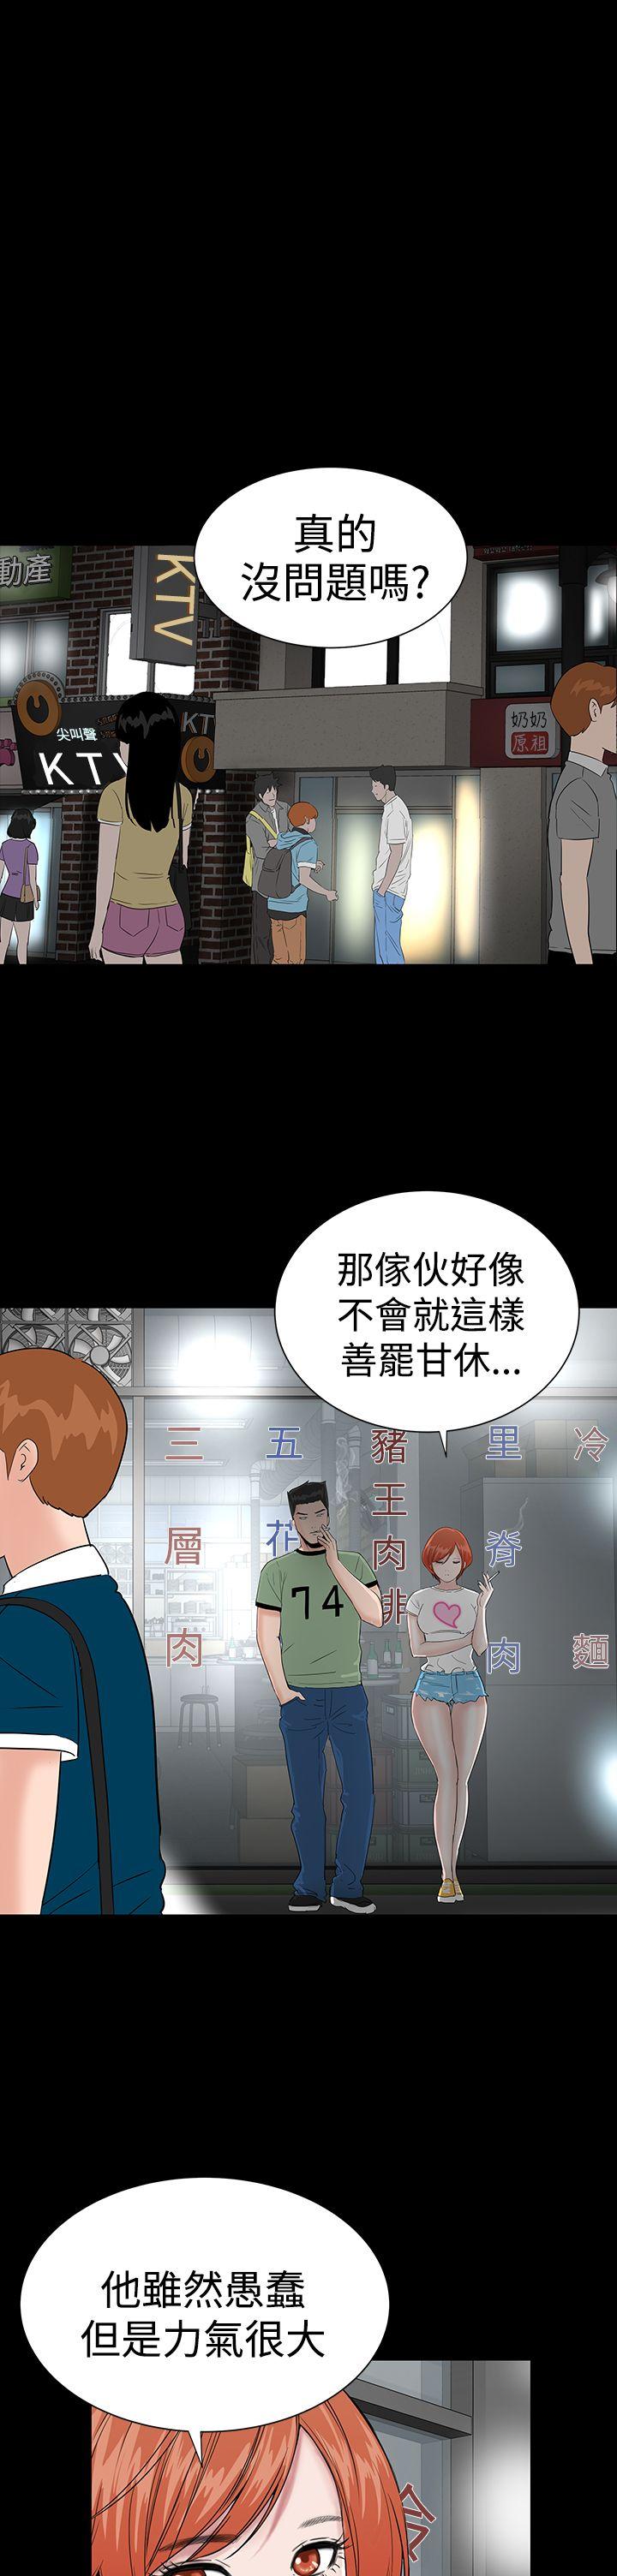 真的
沒問題嗎?
動產
KTV
尖叫聲
KTV
KT
奶奶
原祖
那傢伙好像
不會就這樣
善罷甘休...
三層肉
五花
豬王肉排
里脊肉
冷麵
74
他雖然愚蠢
但是力氣很大
冷